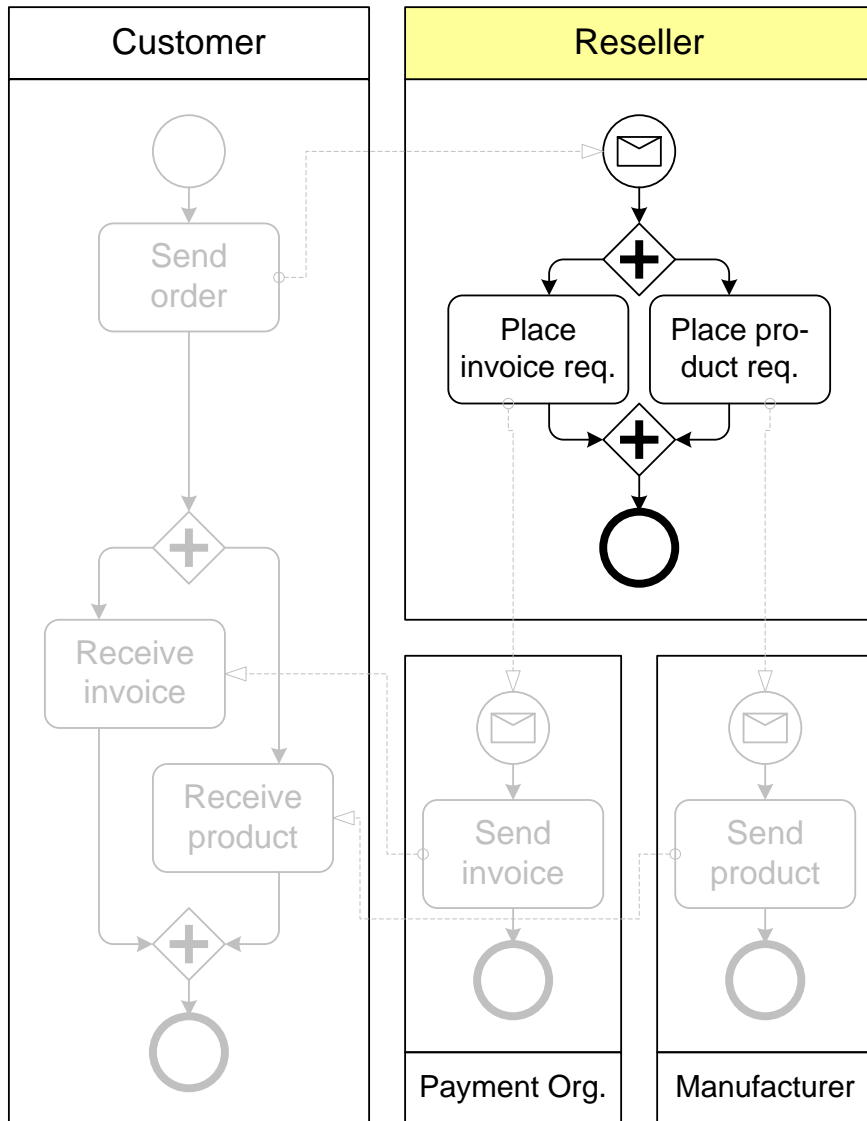 Customer
Reseller
Send
order
Place
invoice req.
Place pro-
duct req.
Receive
invoice
Receive
product
Send
invoice
Send
product
Payment Org.
Manufacturer